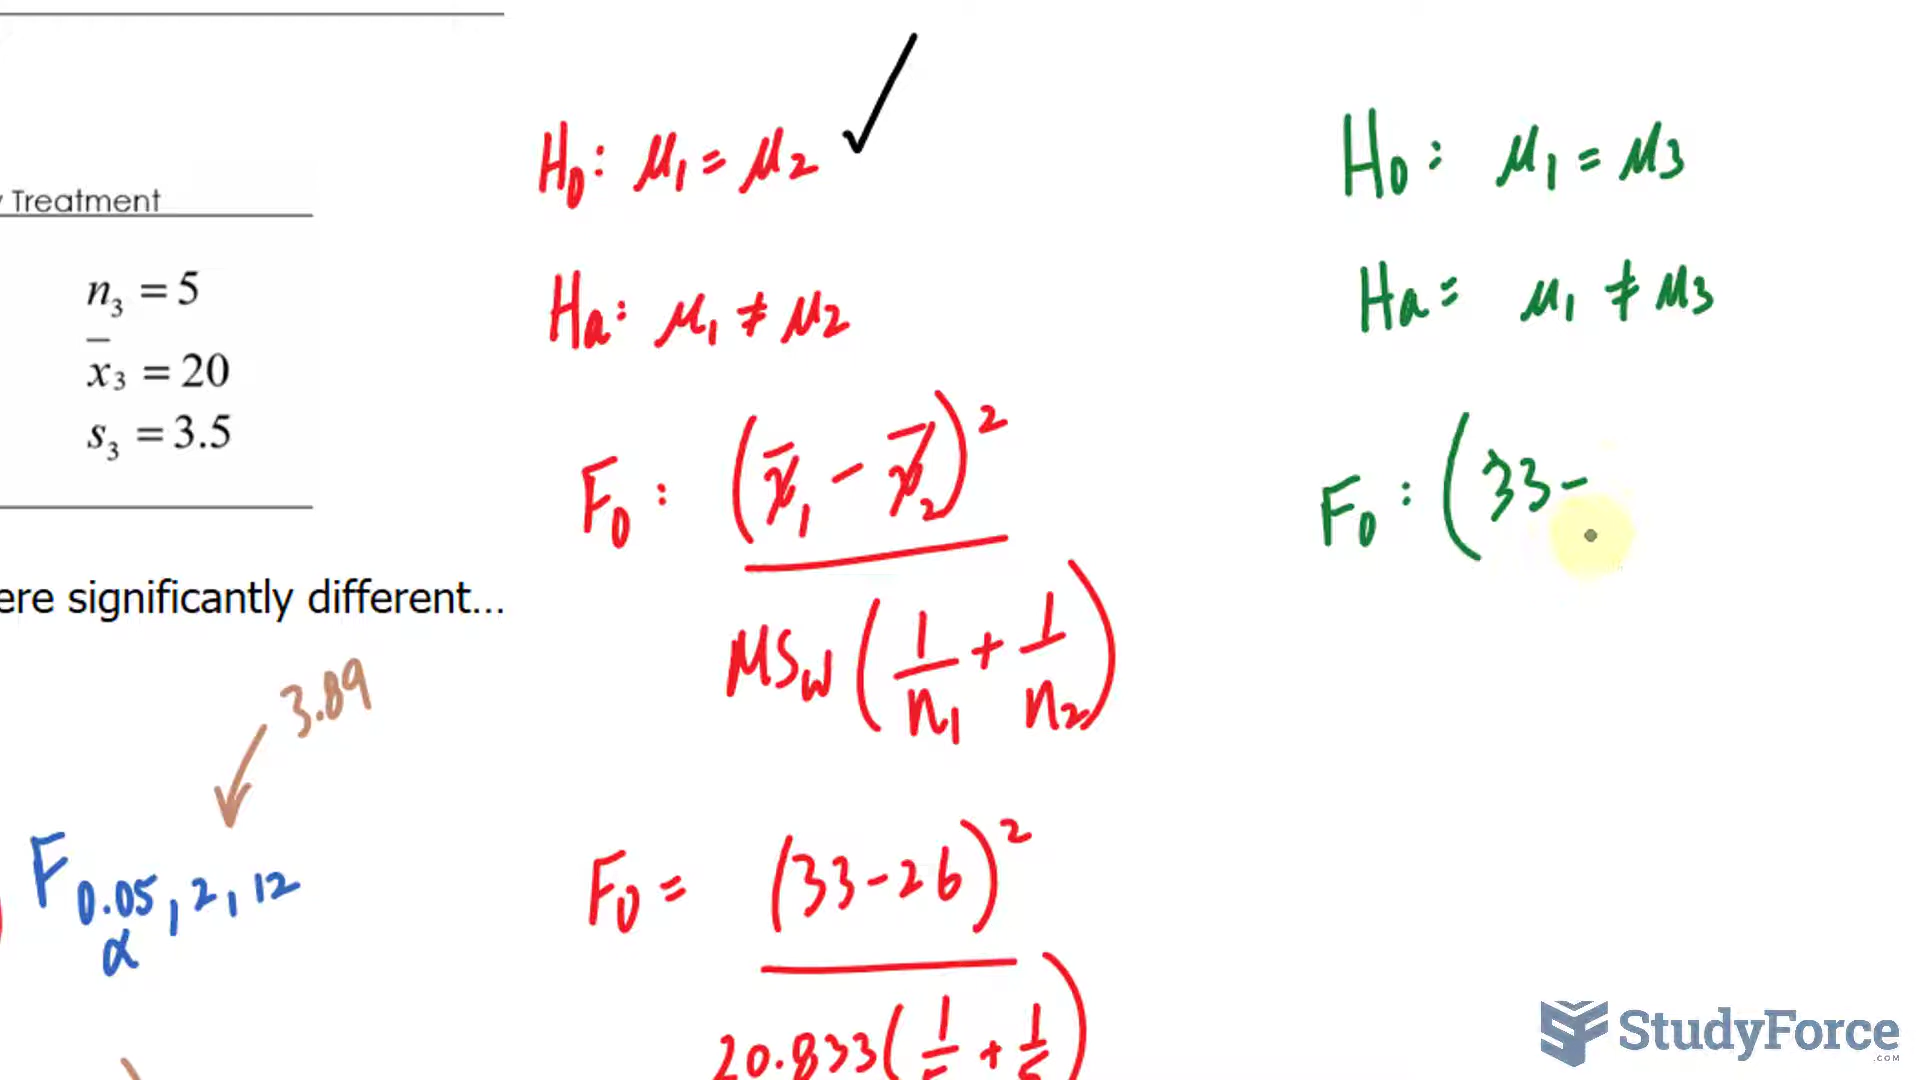 Treatment
n₃ = 5
x̄₃ = 20
s₃ = 3.5
ere significantly different...
3.89
F 0.05, 2, 12
α
H₀: μ₁ = μ₂ ✓
Ha: μ₁ ≠ μ₂
F₀: (x̄₁ - x̄₂)²
MSw (1/n₁ + 1/n₂)
F₀ = (33-26)²
20.833 (1/5 + 1/5)
H₀: μ₁ = μ₃
Ha: μ₁ ≠ μ₃
F₀: (33-
StudyForce
.COM